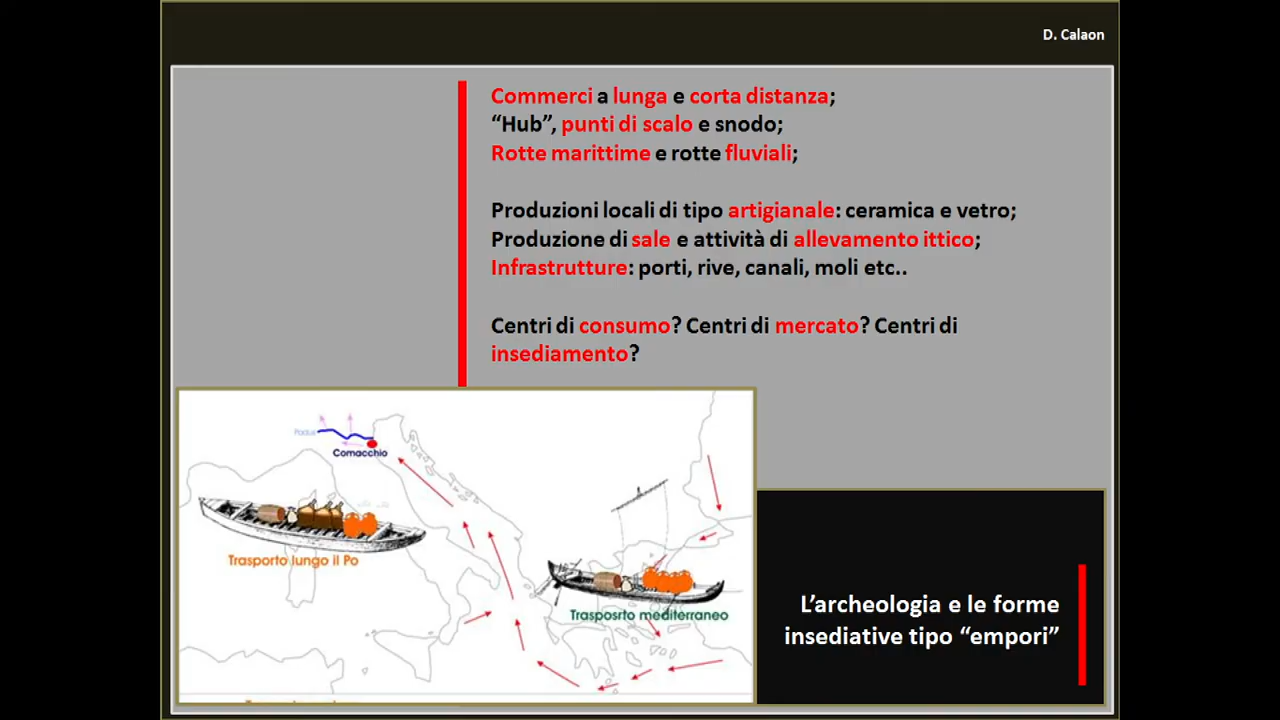 D. Calaon
Commerci a lunga e corta distanza;
“Hub”, punti di scalo e snodo;
Rotte marittime e rotte fluviali;
Produzioni locali di tipo artigianale: ceramica e vetro;
Produzione di sale e attività di allevamento ittico;
Infrastrutture: porti, rive, canali, moli etc..
Centri di consumo? Centri di mercato? Centri di
insediamento?
Padus
Comacchio
Trasporto lungo il Po
Trasposrto mediterraneo
L’archeologia e le forme
insediative tipo “empori”